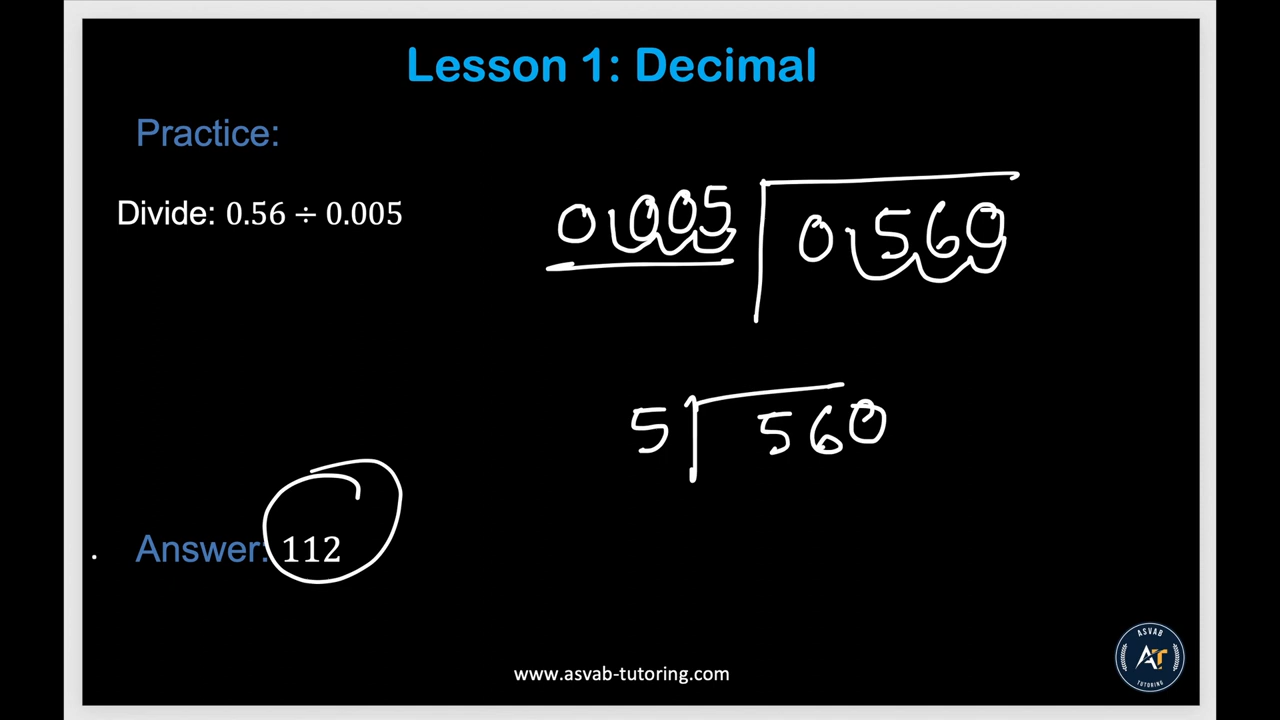 Lesson 1: Decimal
Practice:
Divide: 0.56 ÷ 0.005
0.005 0.560
5 560
Answer: 112
www.asvab-tutoring.com
ASVAB
AT
TUTORING